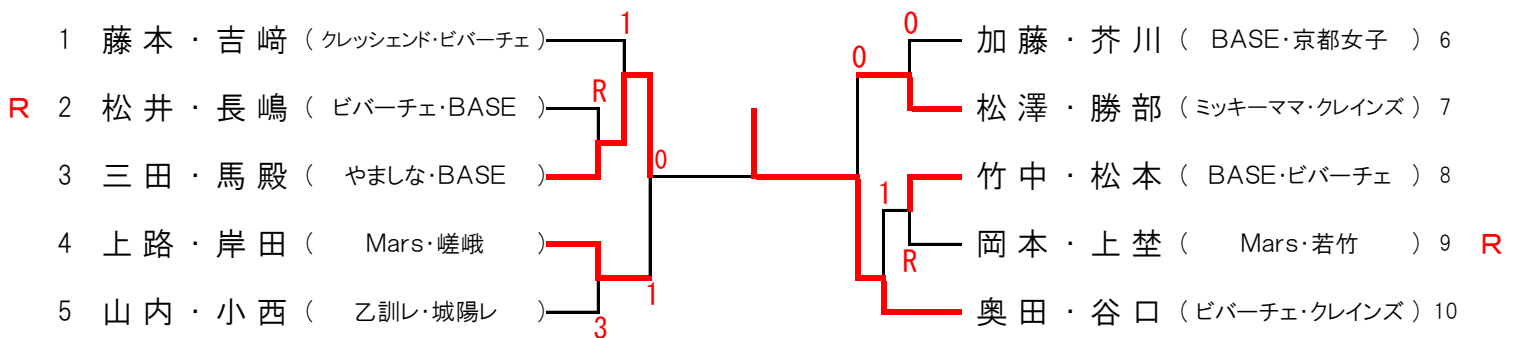 1 藤本・吉﨑 (クレッシェンド・ビバーチェ) 1
R 2 松井・長嶋 (ビバーチェ・BASE) R
3 三田・馬殿 (やましな・BASE) 0
4 上路・岸田 (Mars・嵯峨) 1
5 山内・小西 (乙訓レ・城陽レ) 3
0 0 加藤・芥川 (BASE・京都女子) 6
松澤・勝部 (ミッキーママ・クレインズ) 7
1 竹中・松本 (BASE・ビバーチェ) 8
R 岡本・上埜 (Mars・若竹) 9 R
奥田・谷口 (ビバーチェ・クレインズ) 10